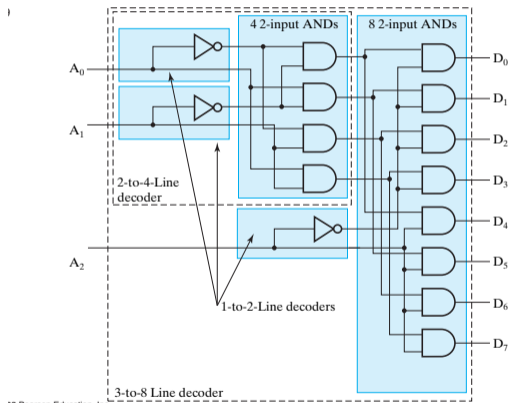 )
4 2-input ANDs
8 2-input ANDs
A₀
A₁
2-to-4-Line
decoder
A₂
1-to-2-Line decoders
D₀
D₁
D₂
D₃
D₄
D₅
D₆
D₇
3-to-8 Line decoder